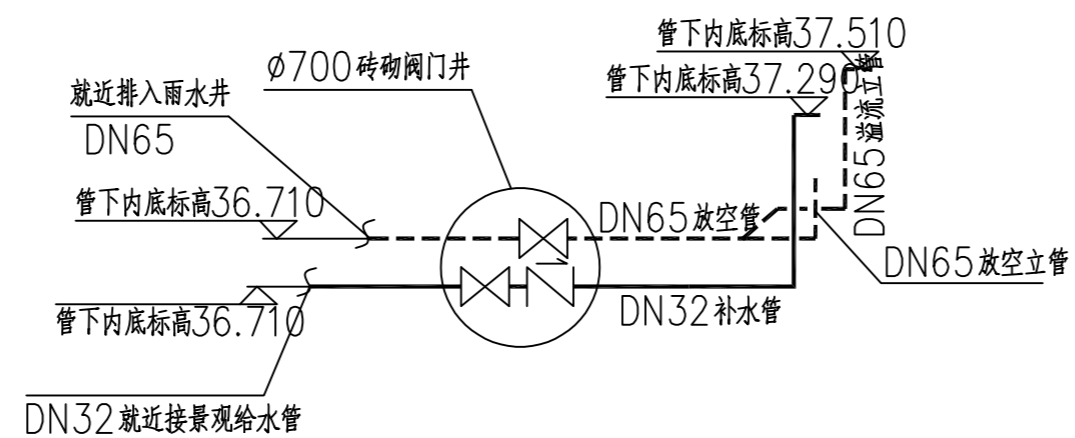 管下内底标高37.510
管下内底标高37.290
Ø700砖砌阀门井
就近排入雨水井
DN65
DN65溢流立管
管下内底标高36.710
DN65放空管
DN65放空立管
管下内底标高36.710
DN32补水管
DN32就近接景观给水管